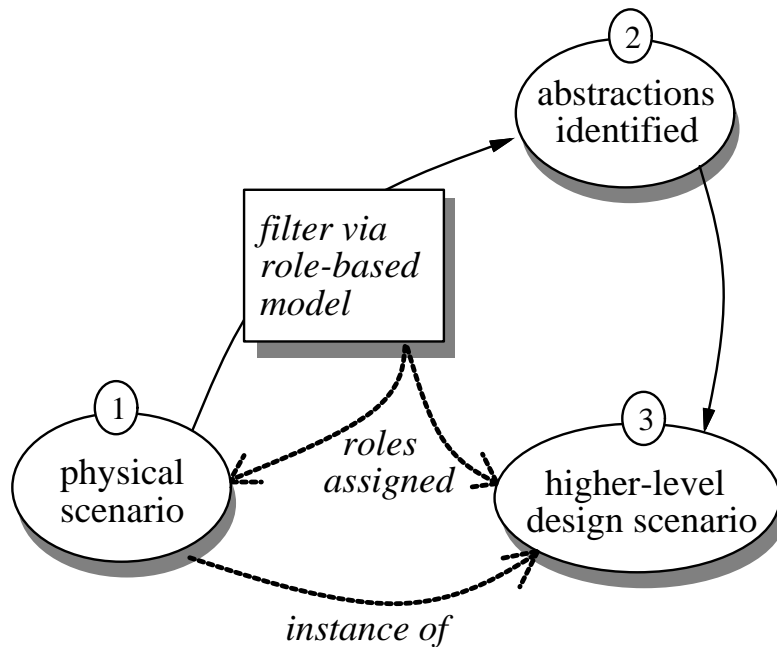 2
abstractions
identified
filter via
role-based
model
1
physical
scenario
roles
assigned
3
higher-level
design scenario
instance of